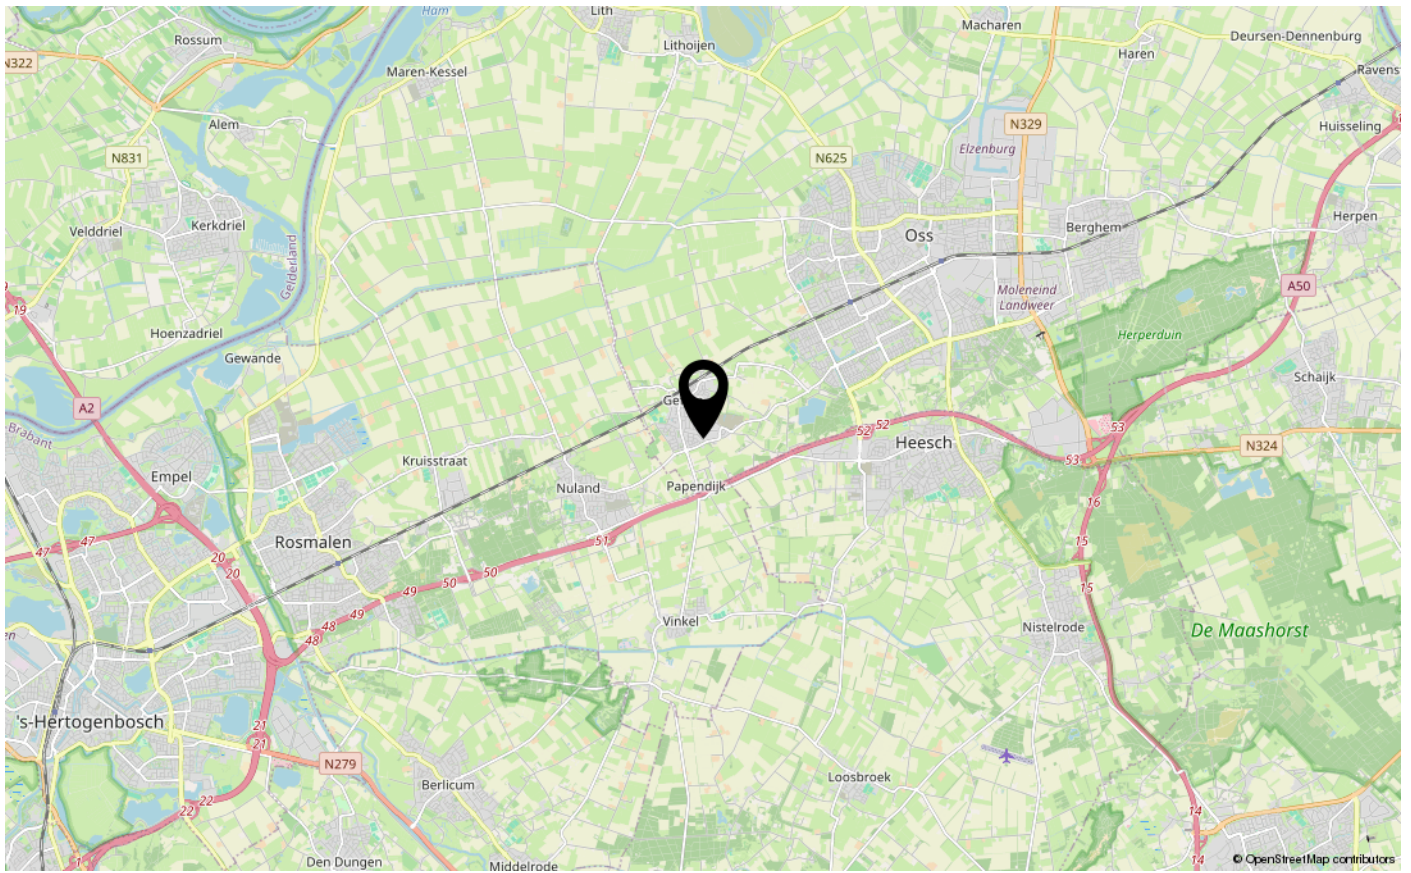 Ham
Lith
Macharen
Rossum
Lithoijen
Deursen-Dennenburg
Haren
N322
Maren-Kessel
Ravens
Alem
N329
Huisseling
Elzenburg
N831
N625
Herpen
Kerkdriel
Velddriel
Berghem
Oss
Gelderland
A50
Moleneind
Landweer
19
Hoenzadriel
Herperduin
Gewande
Schaijk
A2
Brabant
52
52
53
Heesch
N324
53
Kruisstraat
Empel
Nuland
Papendijk
16
47
47
Rosmalen
51
15
20
20
50
50
15
49
49
48
48
Vinkel
Nistelrode
De Maashorst
's-Hertogenbosch
21
21
N279
Loosbroek
Berlicum
22
22
14
Den Dungen
Middelrode
14
© OpenStreetMap contributors